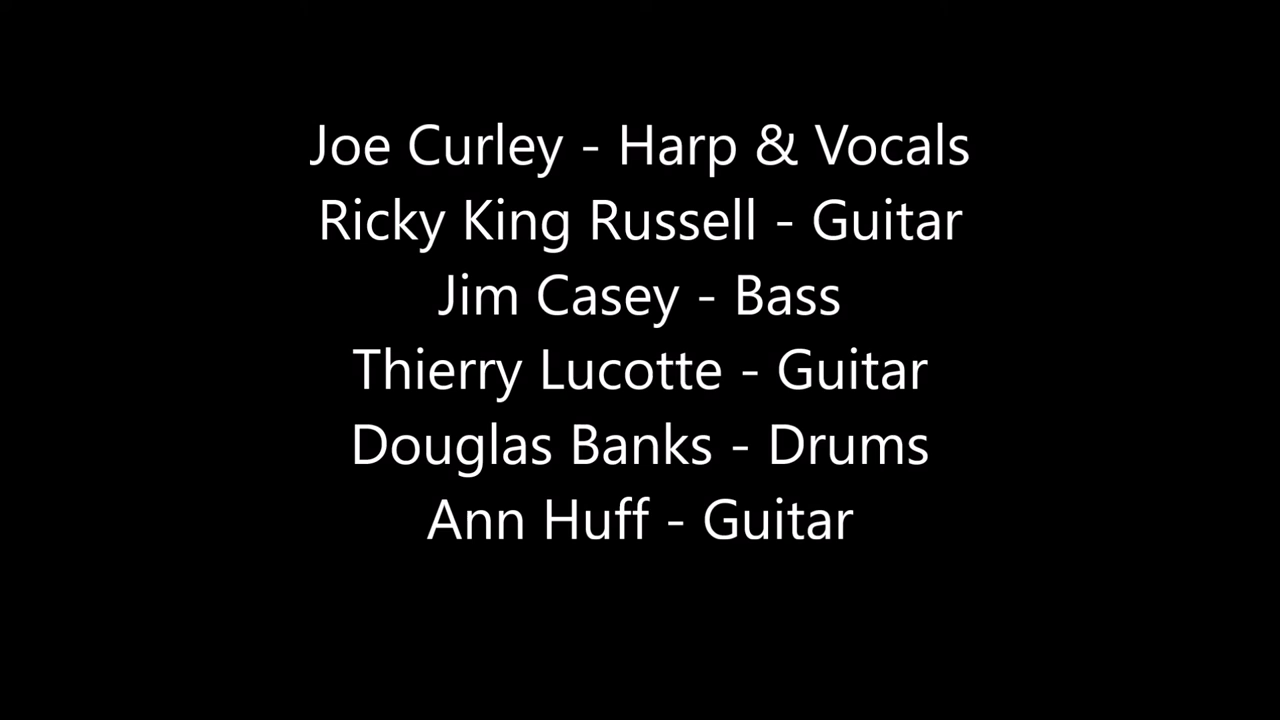 Joe Curley - Harp & Vocals
Ricky King Russell - Guitar
Jim Casey - Bass
Thierry Lucotte - Guitar
Douglas Banks - Drums
Ann Huff - Guitar